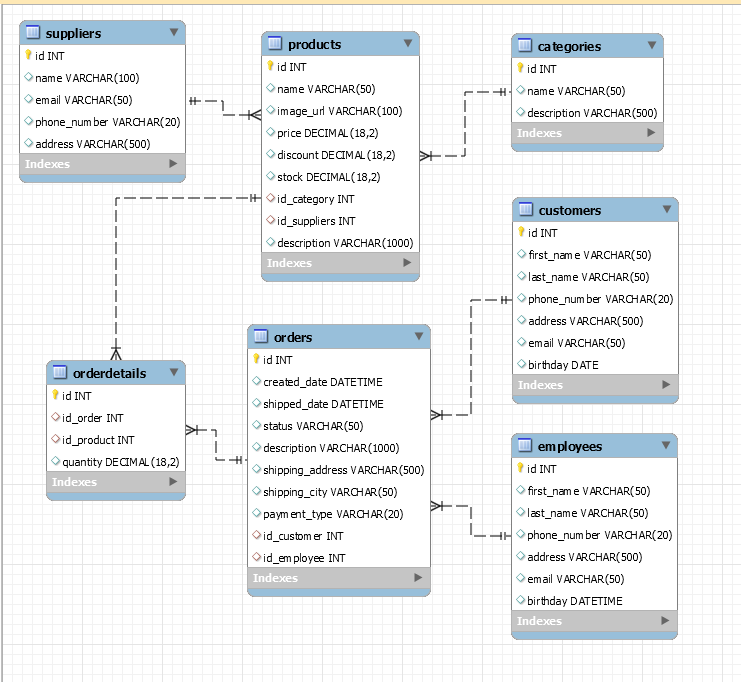 suppliers
id INT
name VARCHAR(100)
email VARCHAR(50)
phone_number VARCHAR(20)
address VARCHAR(500)
Indexes
products
id INT
name VARCHAR(50)
image_url VARCHAR(100)
price DECIMAL(18,2)
discount DECIMAL(18,2)
stock DECIMAL(18,2)
id_category INT
id_suppliers INT
description VARCHAR(1000)
Indexes
categories
id INT
name VARCHAR(50)
description VARCHAR(500)
Indexes
customers
id INT
first_name VARCHAR(50)
last_name VARCHAR(50)
phone_number VARCHAR(20)
address VARCHAR(500)
email VARCHAR(50)
birthday DATE
Indexes
orderdetails
id INT
id_order INT
id_product INT
quantity DECIMAL(18,2)
Indexes
orders
id INT
created_date DATETIME
shipped_date DATETIME
status VARCHAR(50)
description VARCHAR(1000)
shipping_address VARCHAR(500)
shipping_city VARCHAR(50)
payment_type VARCHAR(20)
id_customer INT
id_employee INT
Indexes
employees
id INT
first_name VARCHAR(50)
last_name VARCHAR(50)
phone_number VARCHAR(20)
address VARCHAR(500)
email VARCHAR(50)
birthday DATETIME
Indexes